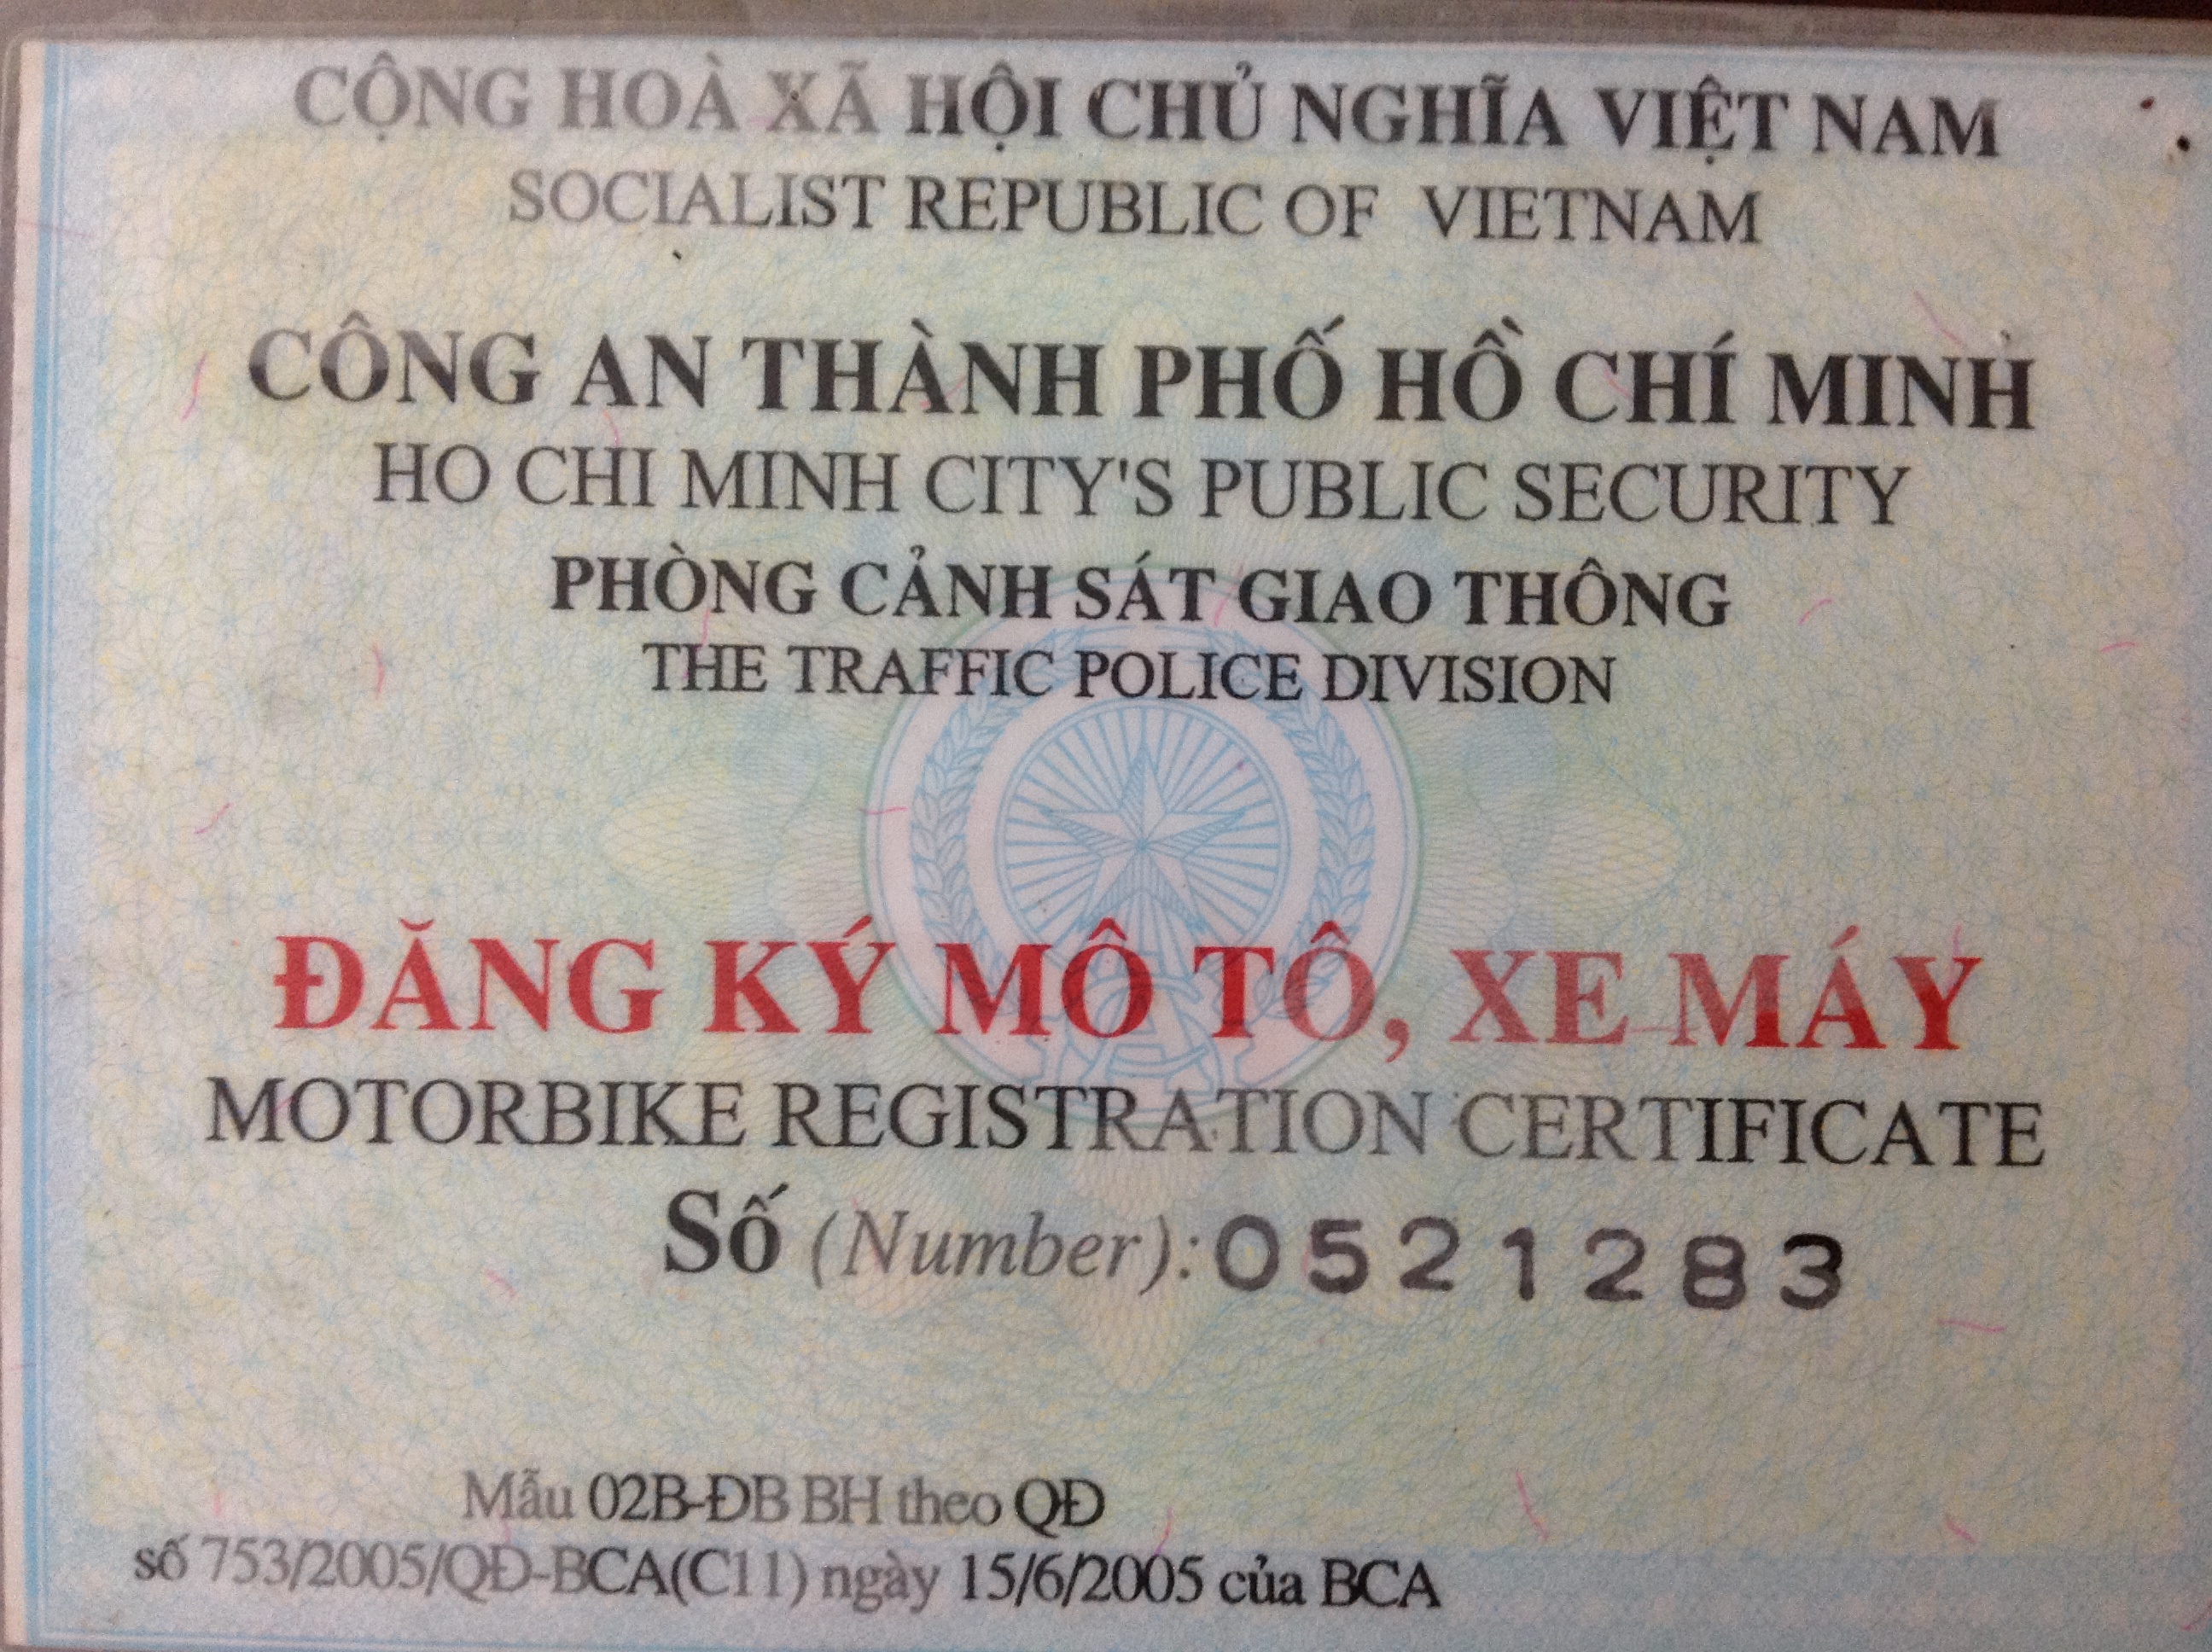 CỘNG HOÀ XÃ HỘI CHỦ NGHĨA VIỆT NAM
SOCIALIST REPUBLIC OF VIETNAM
CÔNG AN THÀNH PHỐ HỒ CHÍ MINH
HO CHI MINH CITY'S PUBLIC SECURITY
PHÒNG CẢNH SÁT GIAO THÔNG
THE TRAFFIC POLICE DIVISION
ĐĂNG KÝ MÔ TÔ, XE MÁY
MOTORBIKE REGISTRATION CERTIFICATE
Số (Number): 0521283
Mẫu 02B-ĐB BH theo QĐ
số 753/2005/QĐ-BCA(C11) ngày 15/6/2005 của BCA